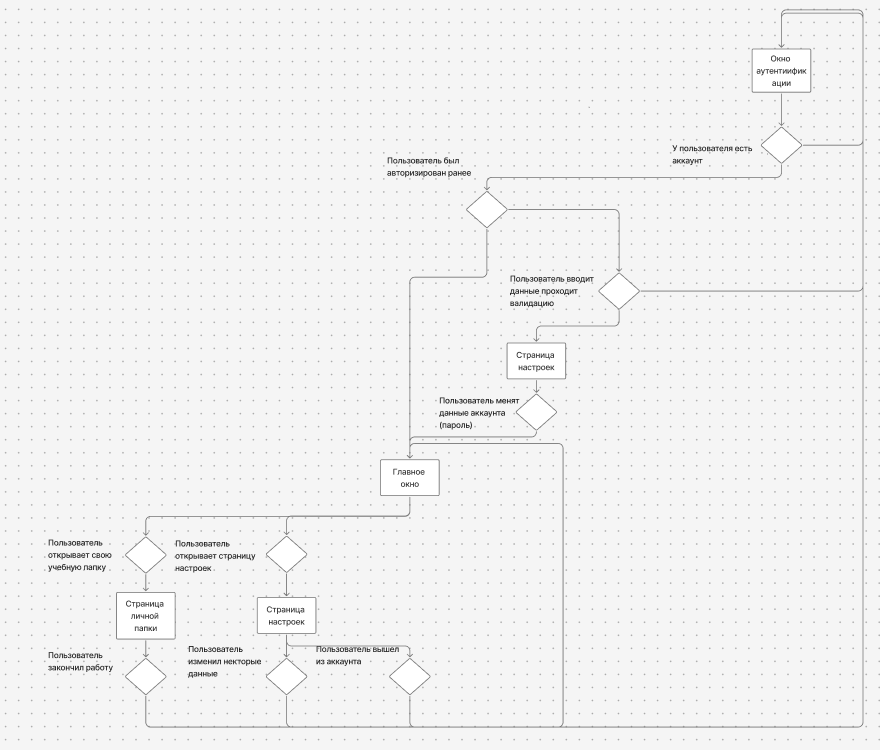 Окно
аутентиифик
ации
У пользователя есть
аккаунт
Пользователь был
авторизирован ранее
Пользователь вводит
данные проходит
валидацию
Страница
настроек
Пользователь менят
данные аккаунта
(пароль)
Главное
окно
Пользователь
открывает свою
учебную папку
Пользователь
открывает страницу
настроек
Страница
личной
папки
Страница
настроек
Пользователь
закончил работу
Пользователь
изменил некторые
данные
Пользователь вышел
из аккаунта